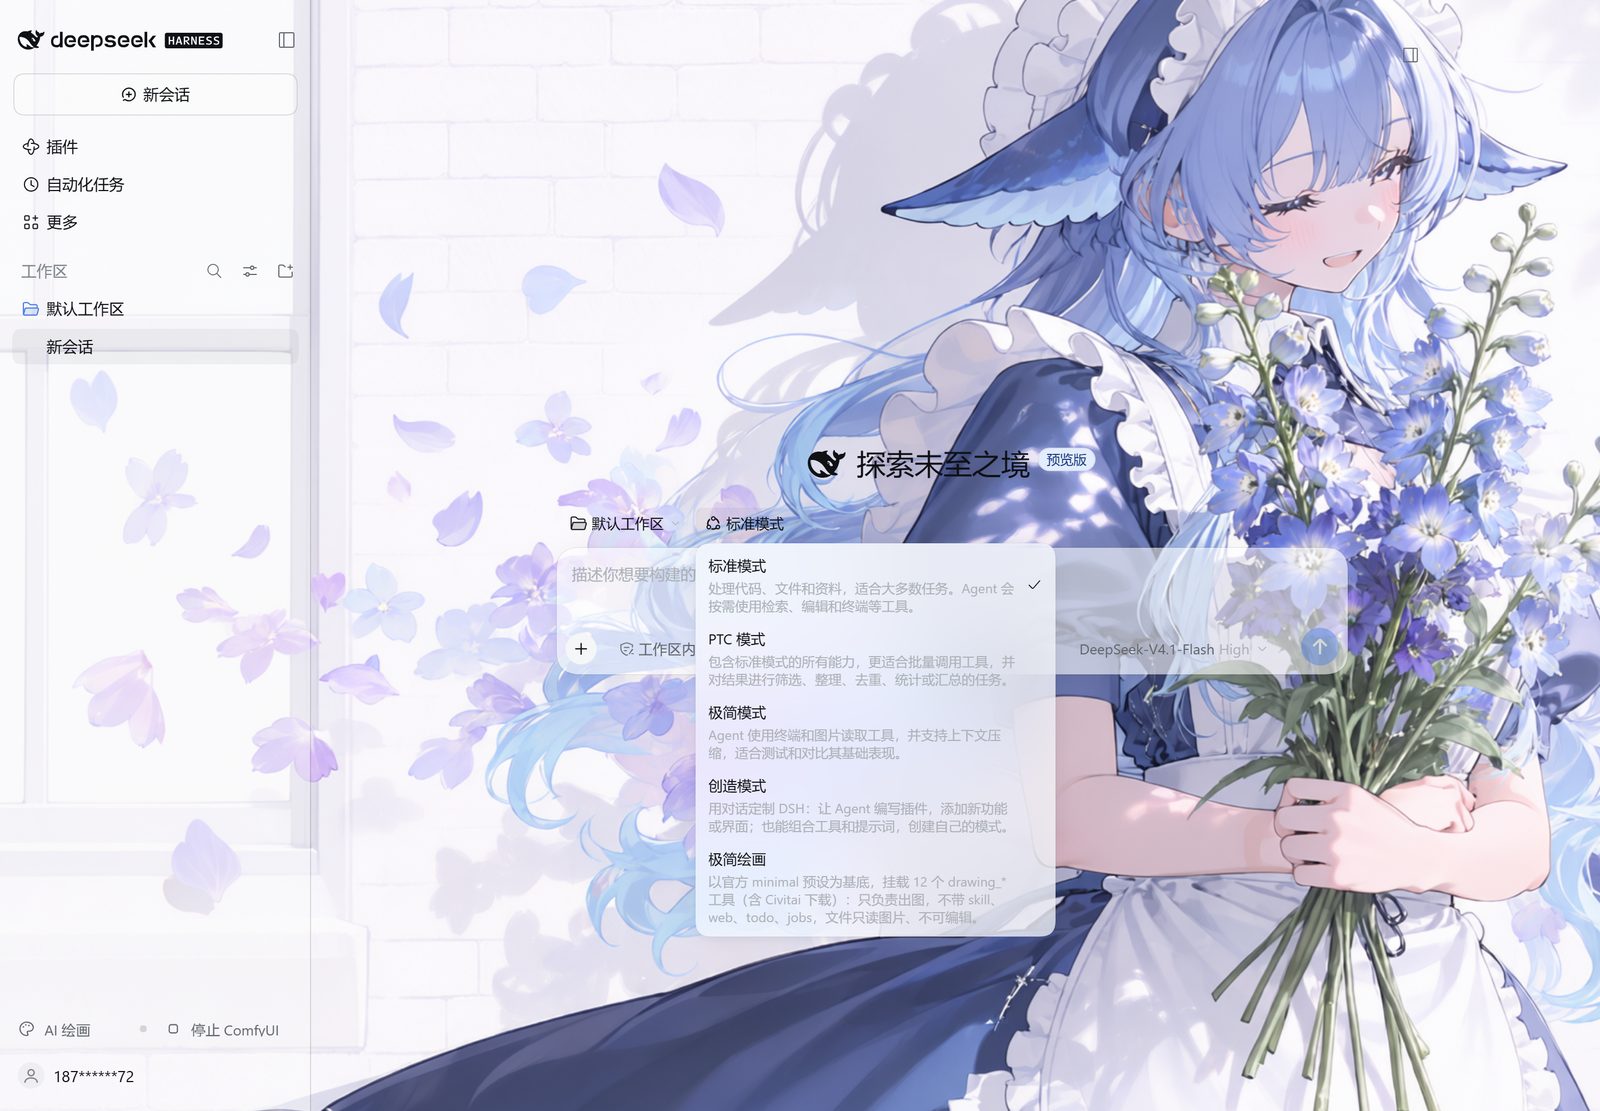 deepseek HARNESS
新会话
插件
自动化任务
更多
工作区
默认工作区
新会话
AI 绘画
停止 ComfyUI
187******72
探索未至之境 预览版
默认工作区 标准模式
描述你想要构建的
工作区内
DeepSeek-V4.1-Flash High
标准模式
处理代码、文件和资料，适合大多数任务。Agent 会
按需使用检索、编辑和终端等工具。
PTC 模式
包含标准模式的所有能力，更适合批量调用工具，并
对结果进行筛选、整理、去重、统计或汇总的任务。
极简模式
Agent 使用终端和图片读取工具，并支持上下文压
缩，适合测试和对比其基础表现。
创造模式
用对话定制 DSH：让 Agent 编写插件，添加新功能
或界面；也能组合工具和提示词，创建自己的模式。
极简绘画
以官方 minimal 预设为基底，挂载 12 个 drawing_*
工具（含 Civitai 下载）：只负责出图，不带 skill、
web、todo、jobs，文件只读图片、不可编辑。